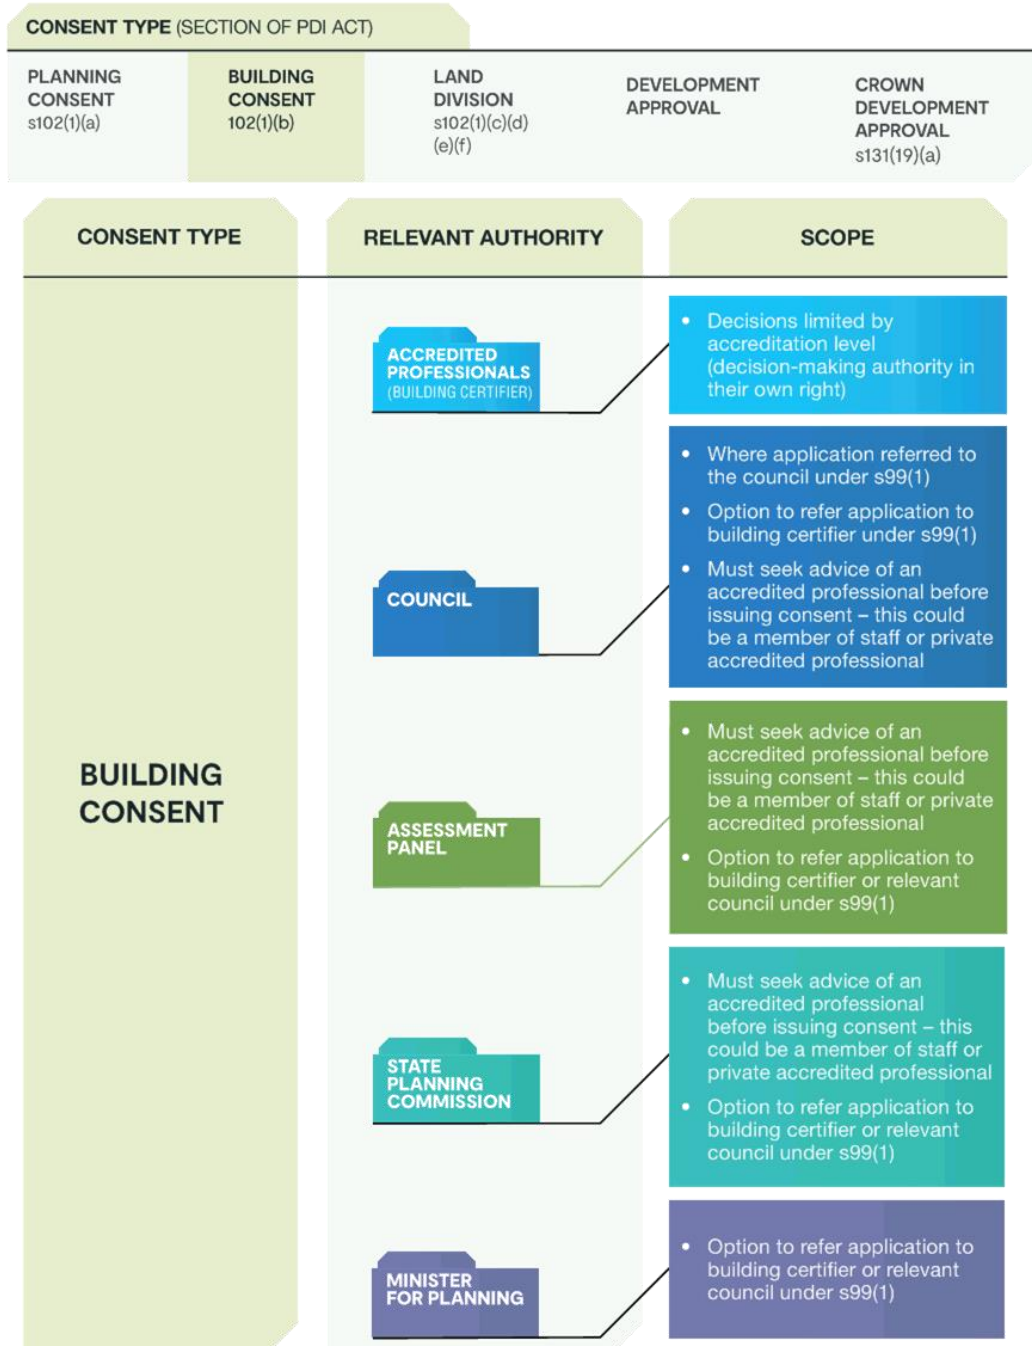 CONSENT TYPE (SECTION OF PDI ACT)
PLANNING
CONSENT
s102(1)(a)
BUILDING
CONSENT
102(1)(b)
LAND
DIVISION
s102(1)(c)(d)
(e)(f)
DEVELOPMENT
APPROVAL
CROWN
DEVELOPMENT
APPROVAL
s131(19)(a)
CONSENT TYPE
RELEVANT AUTHORITY
SCOPE
BUILDING
CONSENT
ACCREDITED
PROFESSIONALS
(BUILDING CERTIFIER)
• Decisions limited by
accreditation level
(decision-making authority in
their own right)
COUNCIL
• Where application referred to
the council under s99(1)
• Option to refer application to
building certifier under s99(1)
• Must seek advice of an
accredited professional before
issuing consent – this could
be a member of staff or private
accredited professional
ASSESSMENT
PANEL
• Must seek advice of an
accredited professional before
issuing consent – this could
be a member of staff or private
accredited professional
• Option to refer application to
building certifier or relevant
council under s99(1)
STATE
PLANNING
COMMISSION
• Must seek advice of an
accredited professional
before issuing consent – this
could be a member of staff or
private accredited professional
• Option to refer application to
building certifier or relevant
council under s99(1)
MINISTER
FOR PLANNING
• Option to refer application to
building certifier or relevant
council under s99(1)